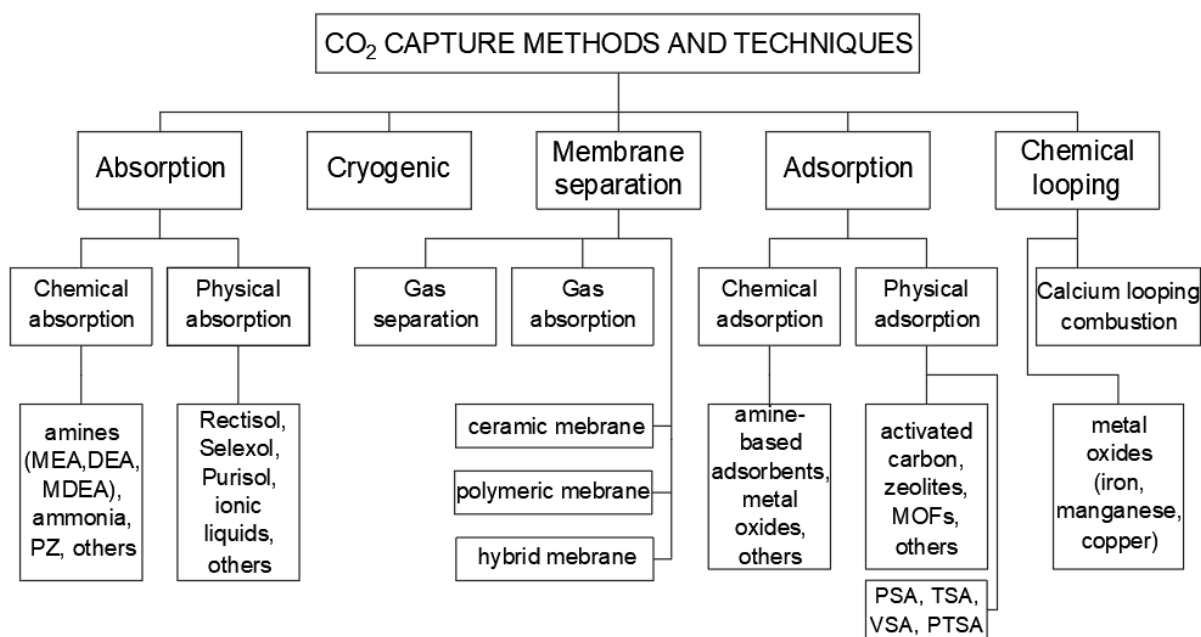 CO₂ CAPTURE METHODS AND TECHNIQUES
Absorption
Cryogenic
Membrane
separation
Adsorption
Chemical
looping
Chemical
absorption
Physical
absorption
Gas
separation
Gas
absorption
Chemical
adsorption
Physical
adsorption
Calcium looping
combustion
amines
(MEA,DEA,
MDEA),
ammonia,
PZ, others
Rectisol,
Selexol,
Purisol,
ionic
liquids,
others
ceramic mebrane
polymeric mebrane
hybrid mebrane
amine-
based
adsorbents,
metal
oxides,
others
activated
carbon,
zeolites,
MOFs,
others
PSA, TSA,
VSA, PTSA
metal
oxides
(iron,
manganese,
copper)